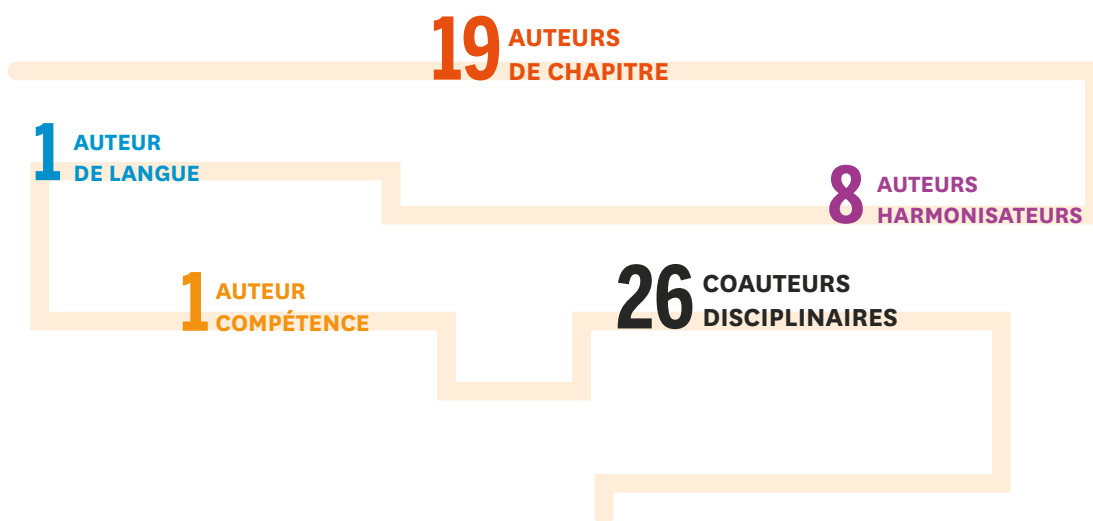 19 AUTEURS
DE CHAPITRE
1 AUTEUR
DE LANGUE
8 AUTEURS
HARMONISATEURS
1 AUTEUR
COMPÉTENCE
26 COAUTEURS
DISCIPLINAIRES